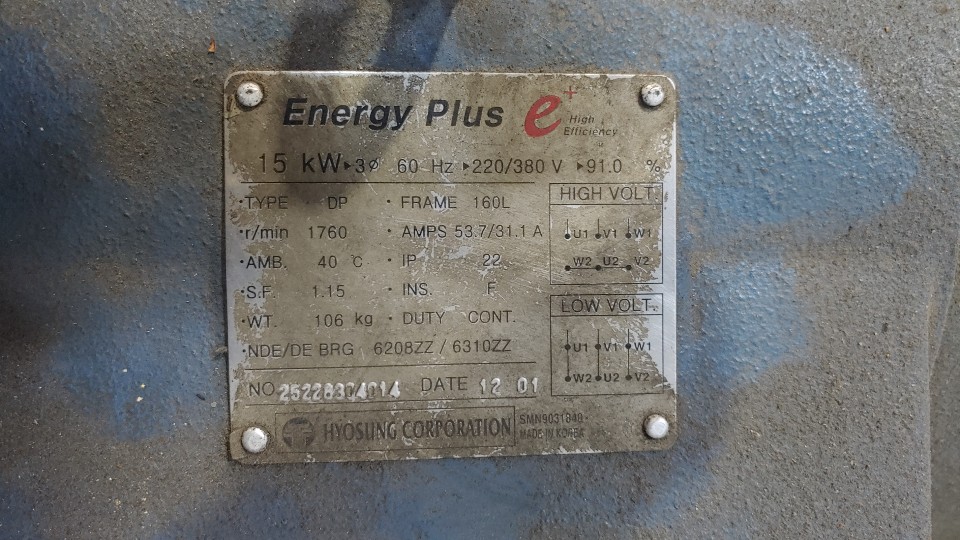 Energy Plus e+
High
Efficiency
15 kW ▸3ø 60 Hz ▸220/380 V ▸91.0 %
·TYPE DP · FRAME 160L
·r/min 1760 · AMPS 53.7/31.1 A
·AMB. 40 ℃ · IP 22
·S.F. 1.15 · INS. F
·WT. 106 kg · DUTY CONT.
·NDE/DE BRG 6208ZZ / 6310ZZ
NO. DATE 12 01
HIGH VOLT.
U1 V1 W1
W2 U2 V2
LOW VOLT.
U1 V1 W1
W2 U2 V2
HYOSUNG CORPORATION
MADE IN KOREA